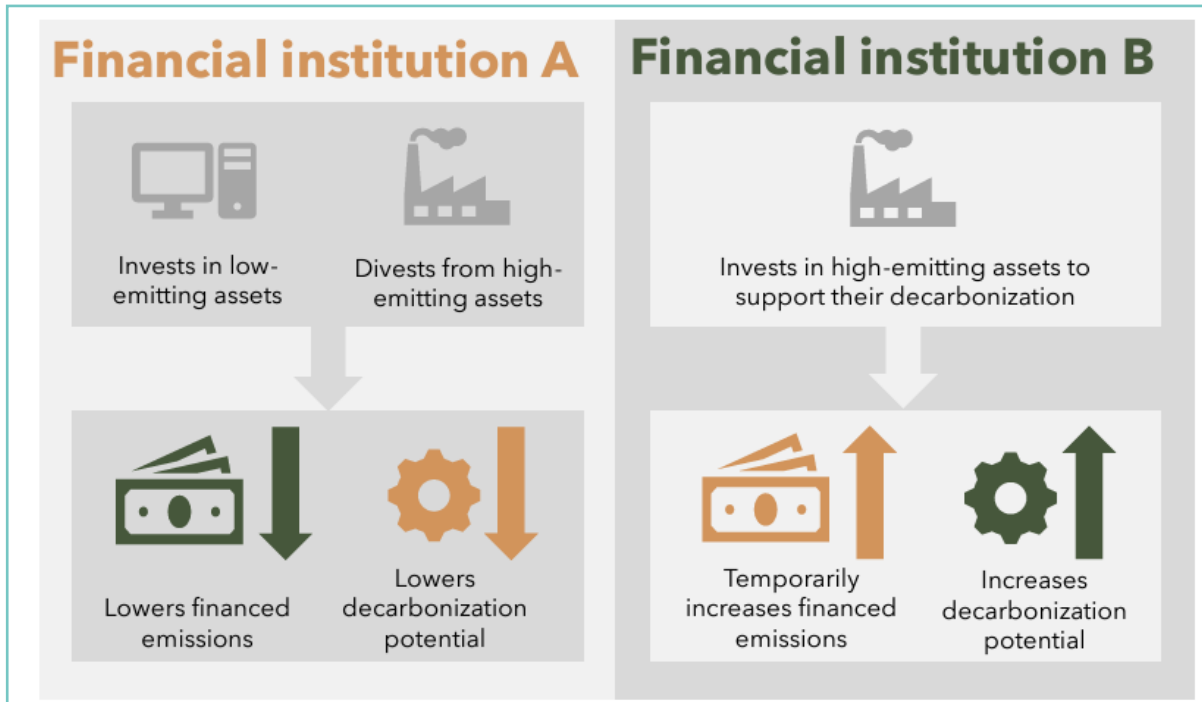 Financial institution A
Invests in low-
emitting assets
Divests from high-
emitting assets
Lowers financed
emissions
Lowers
decarbonization
potential
Financial institution B
Invests in high-emitting assets to
support their decarbonization
Temporarily
increases financed
emissions
Increases
decarbonization
potential